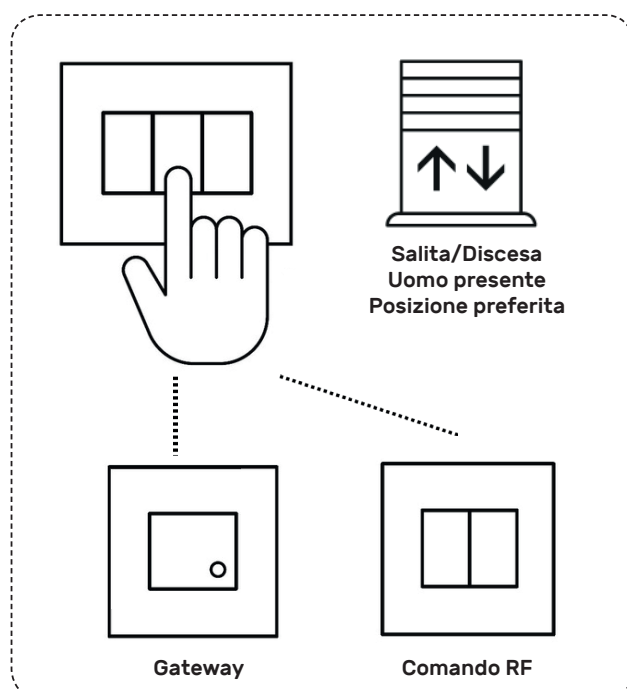 Salita/Discesa
Uomo presente
Posizione preferita
Gateway
Comando RF